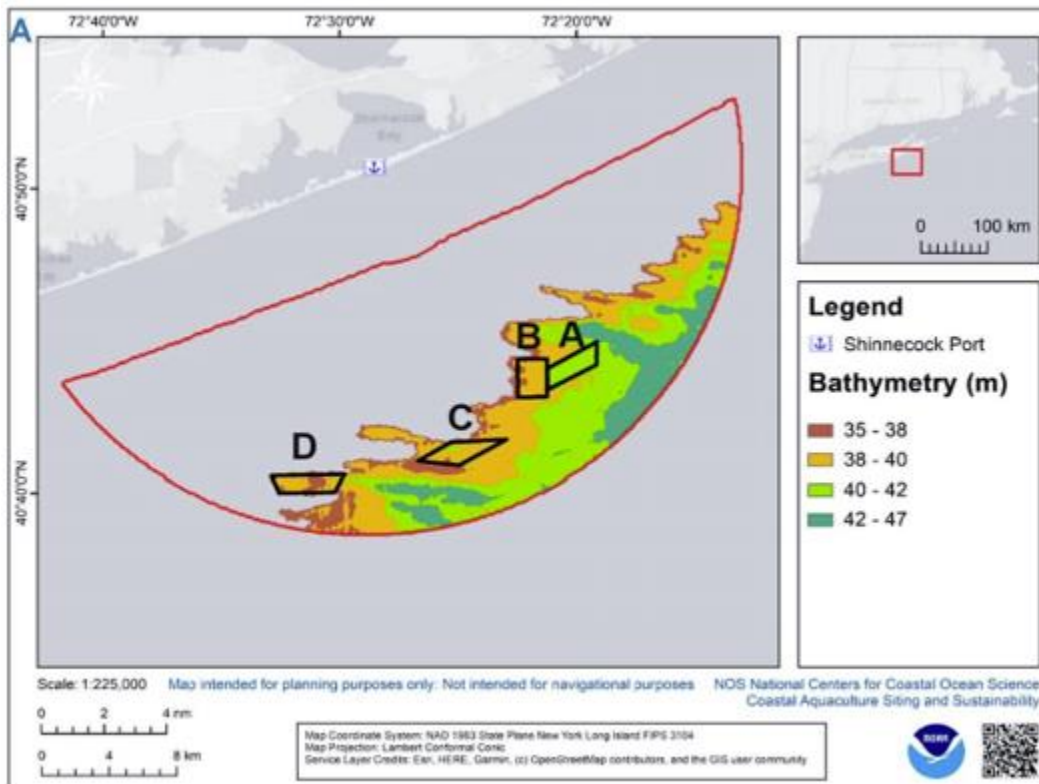 A
72°40'0"W
72°30'0"W
72°20'0"W
40°50'0"N
40°40'0"N
Bay
B A
C
D
0 100 km
Legend
Shinnecock Port
Bathymetry (m)
35 - 38
38 - 40
40 - 42
42 - 47
Scale: 1:225,000
Map intended for planning purposes only: Not intended for navigational purposes
NOS National Centers for Coastal Ocean Science
Coastal Aquaculture Siting and Sustainability
0 2 4 nm
0 4 8 km
Map Coordinate System: NAD 1983 State Plane New York Long Island FIPS 3104
Map Projection: Lambert Conformal Conic
Service Layer Credits: Esri, HERE, Garmin, (c) OpenStreetMap contributors, and the GIS user community
NOAA